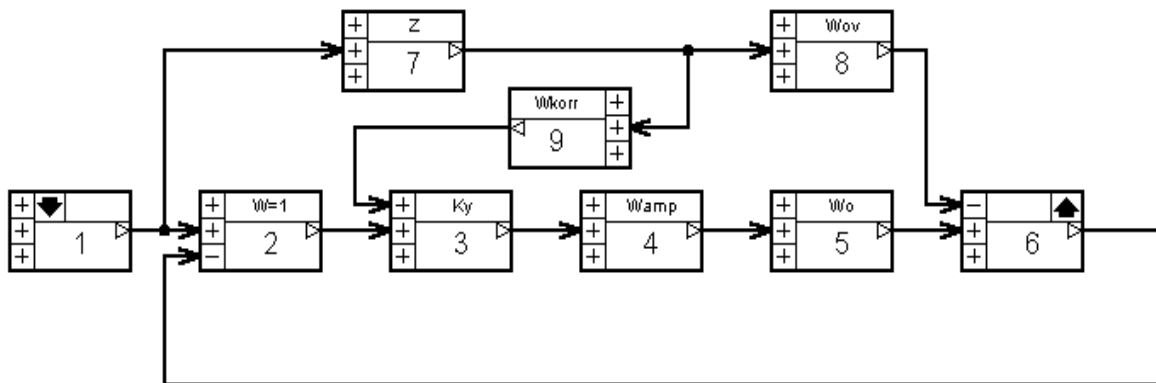 Z
7
Wov
8
Wkorr
9
1
W=1
2
Ky
3
Wamp
4
Wo
5
6
+ + +
+ + +
+ + +
+ + +
+ + −
+ + +
+ + +
+ + +
− + +